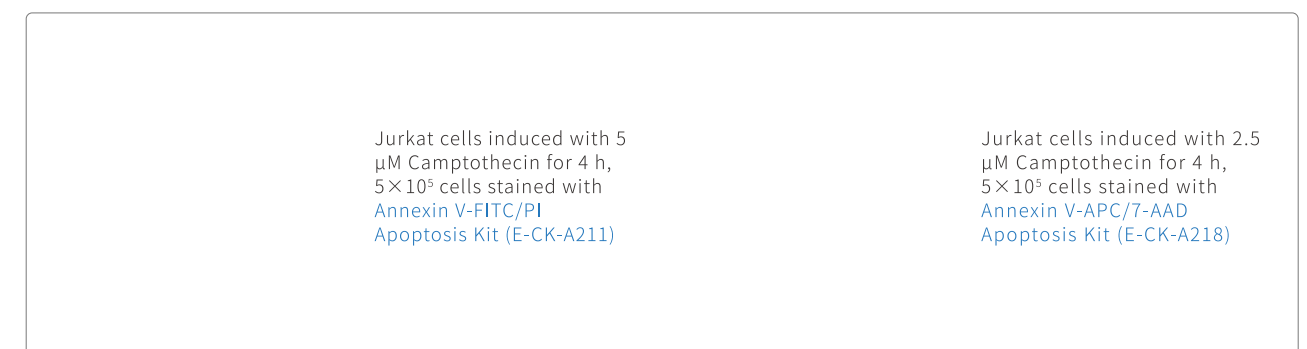 Jurkat cells induced with 5
μM Camptothecin for 4 h,
5×10⁵ cells stained with
Annexin V-FITC/PI
Apoptosis Kit (E-CK-A211)
Jurkat cells induced with 2.5
μM Camptothecin for 4 h,
5×10⁵ cells stained with
Annexin V-APC/7-AAD
Apoptosis Kit (E-CK-A218)